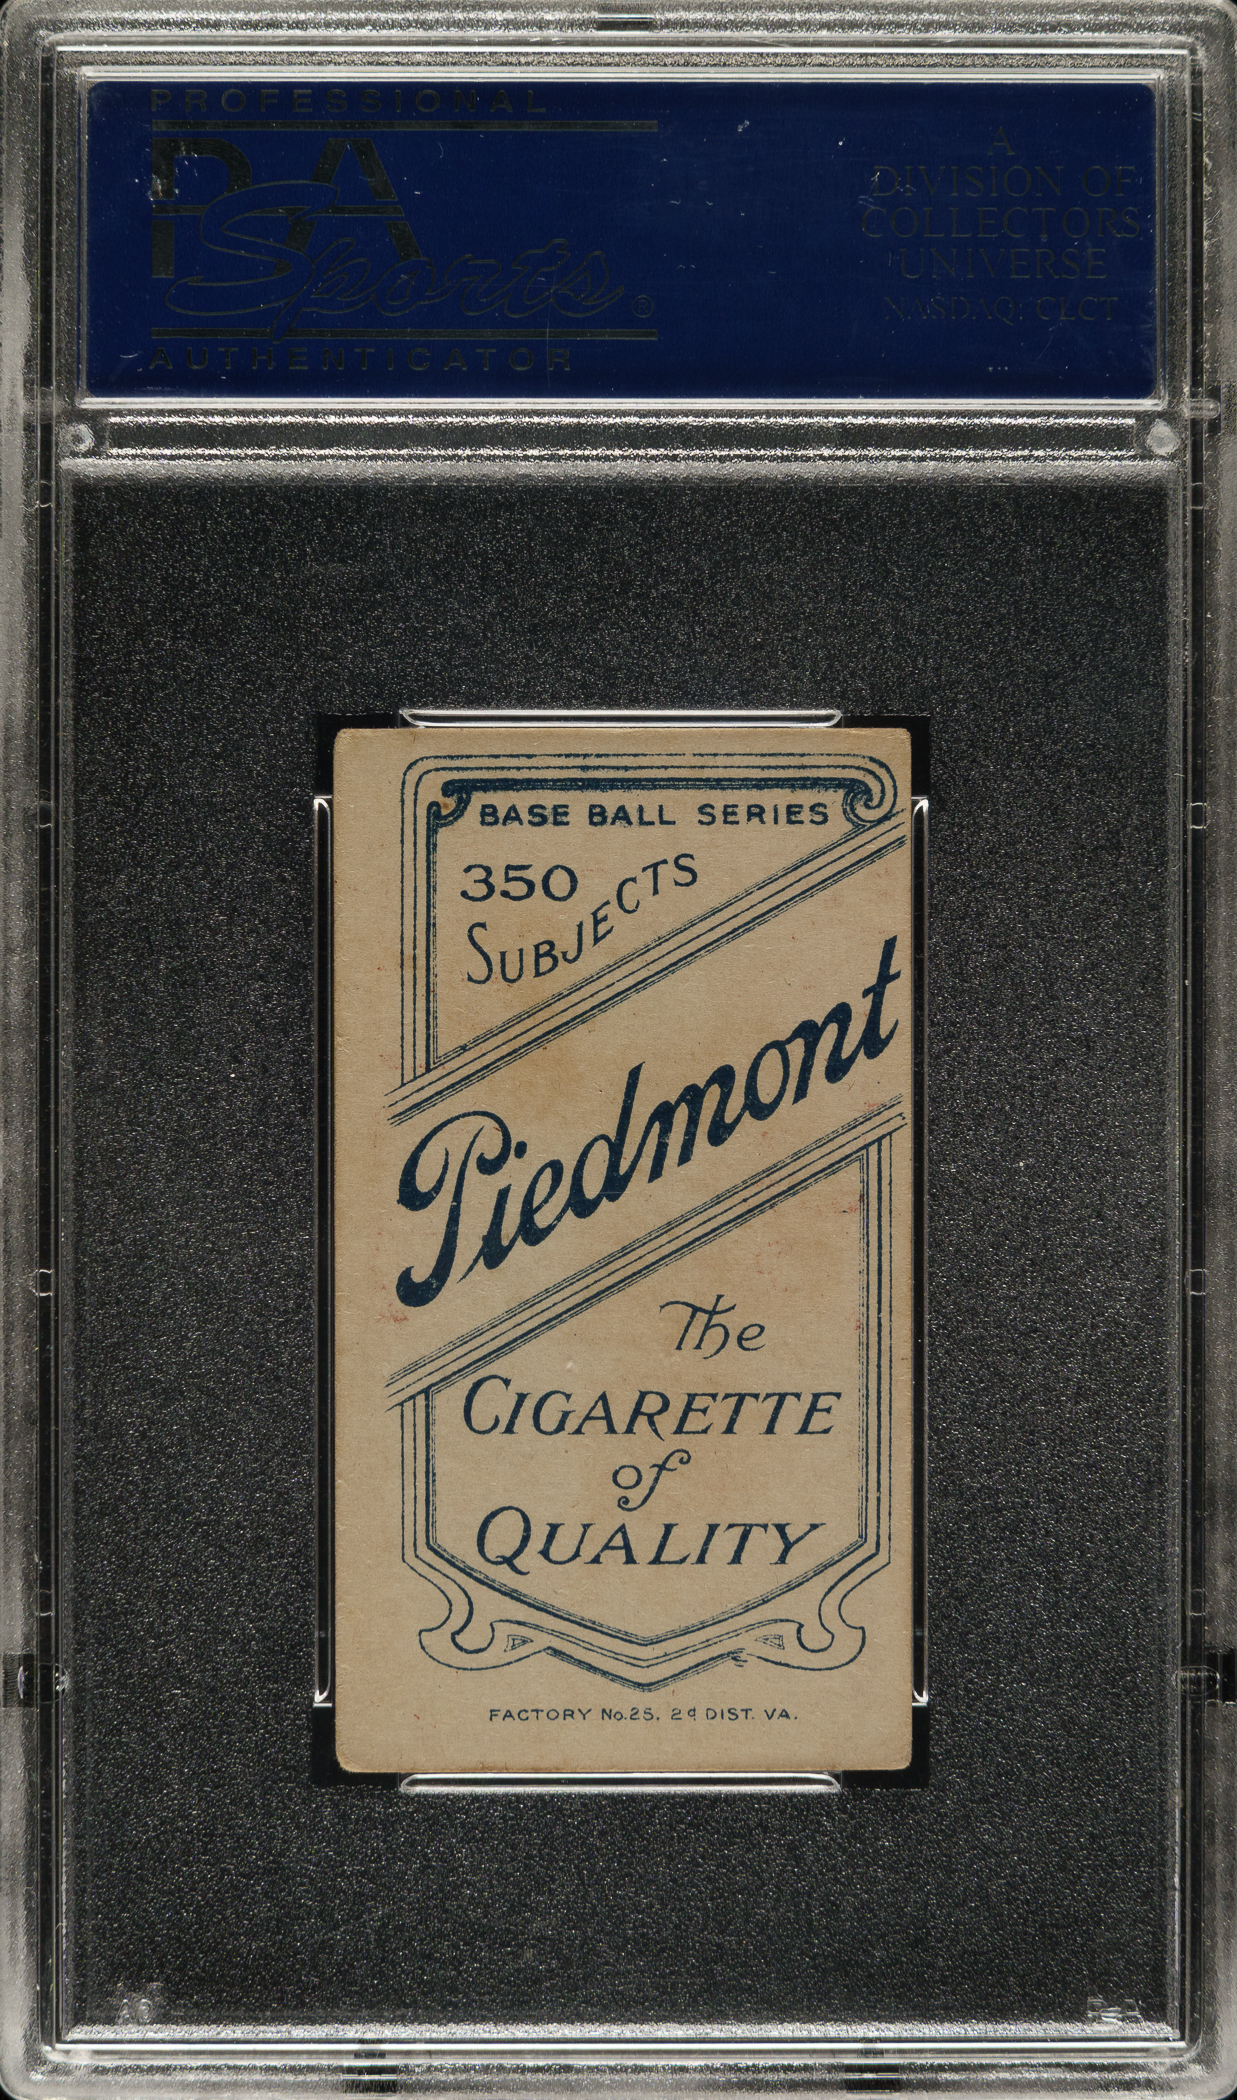 PROFESSIONAL
PSA
Sports®
AUTHENTICATOR
A
DIVISION OF
COLLECTORS
UNIVERSE
NASDAQ: CLCT
BASE BALL SERIES
350
SUBJECTS
Piedmont
The
CIGARETTE
of
QUALITY
FACTORY No. 25, 2d DIST. VA.
PSA